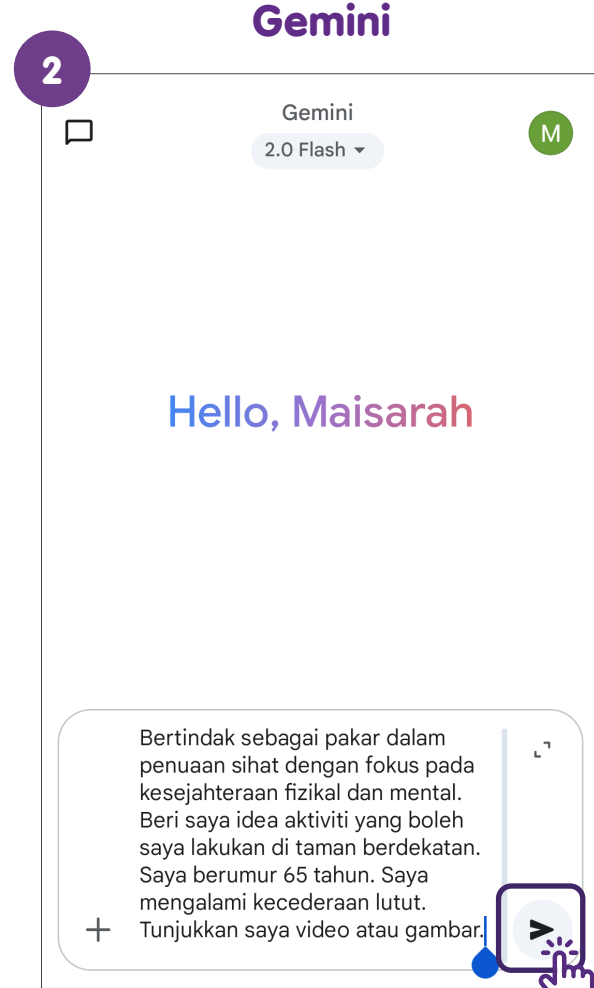 Gemini
2
Gemini
2.0 Flash
M
Hello, Maisarah
Bertindak sebagai pakar dalam
penuaan sihat dengan fokus pada
kesejahteraan fizikal dan mental.
Beri saya idea aktiviti yang boleh
saya lakukan di taman berdekatan.
Saya berumur 65 tahun. Saya
mengalami kecederaan lutut.
Tunjukkan saya video atau gambar.